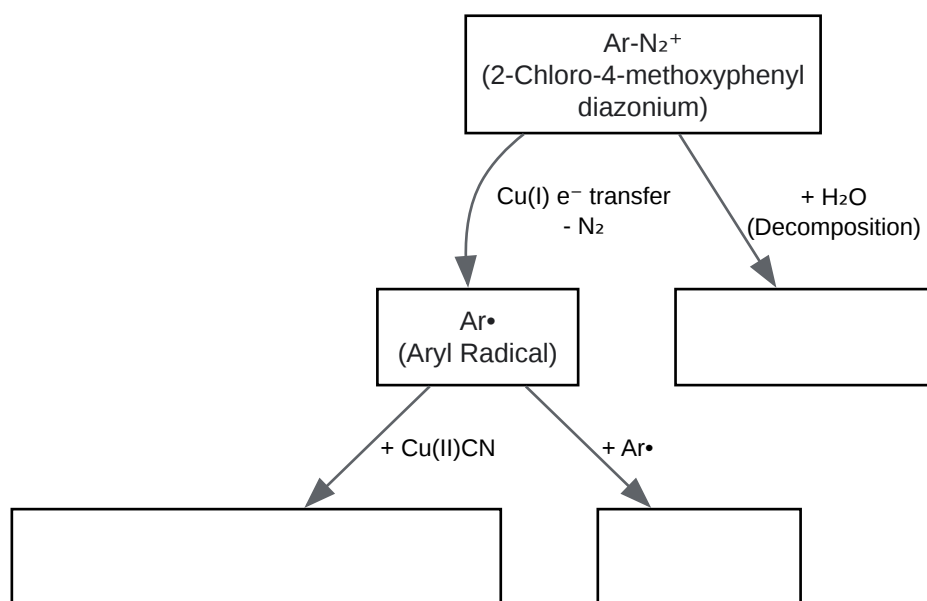 Ar-N₂⁺
(2-Chloro-4-methoxyphenyl
diazonium)
Cu(I) e⁻ transfer
- N₂
+ H₂O
(Decomposition)
Ar•
(Aryl Radical)
+ Cu(II)CN
+ Ar•